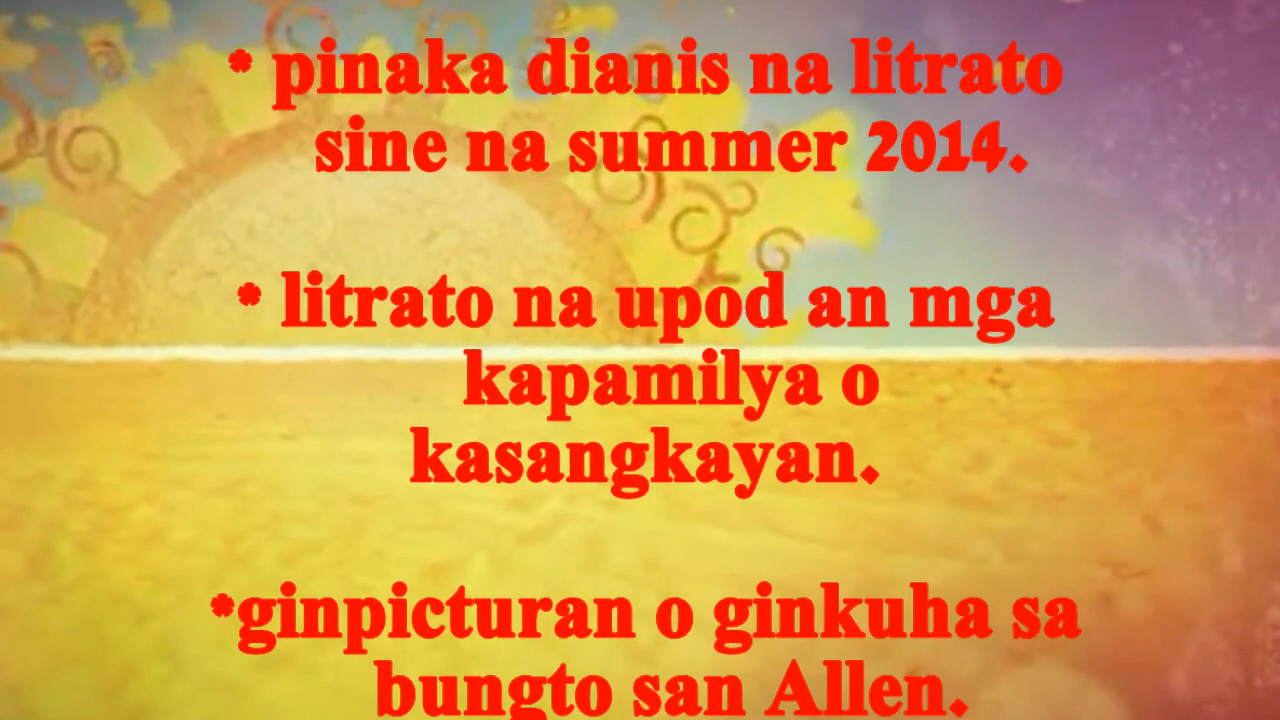 * pinaka dianis na litrato
sine na summer 2014.
* litrato na upod an mga
kapamilya o
kasangkayan.
*ginpicturan o ginkuha sa
bungto san Allen.